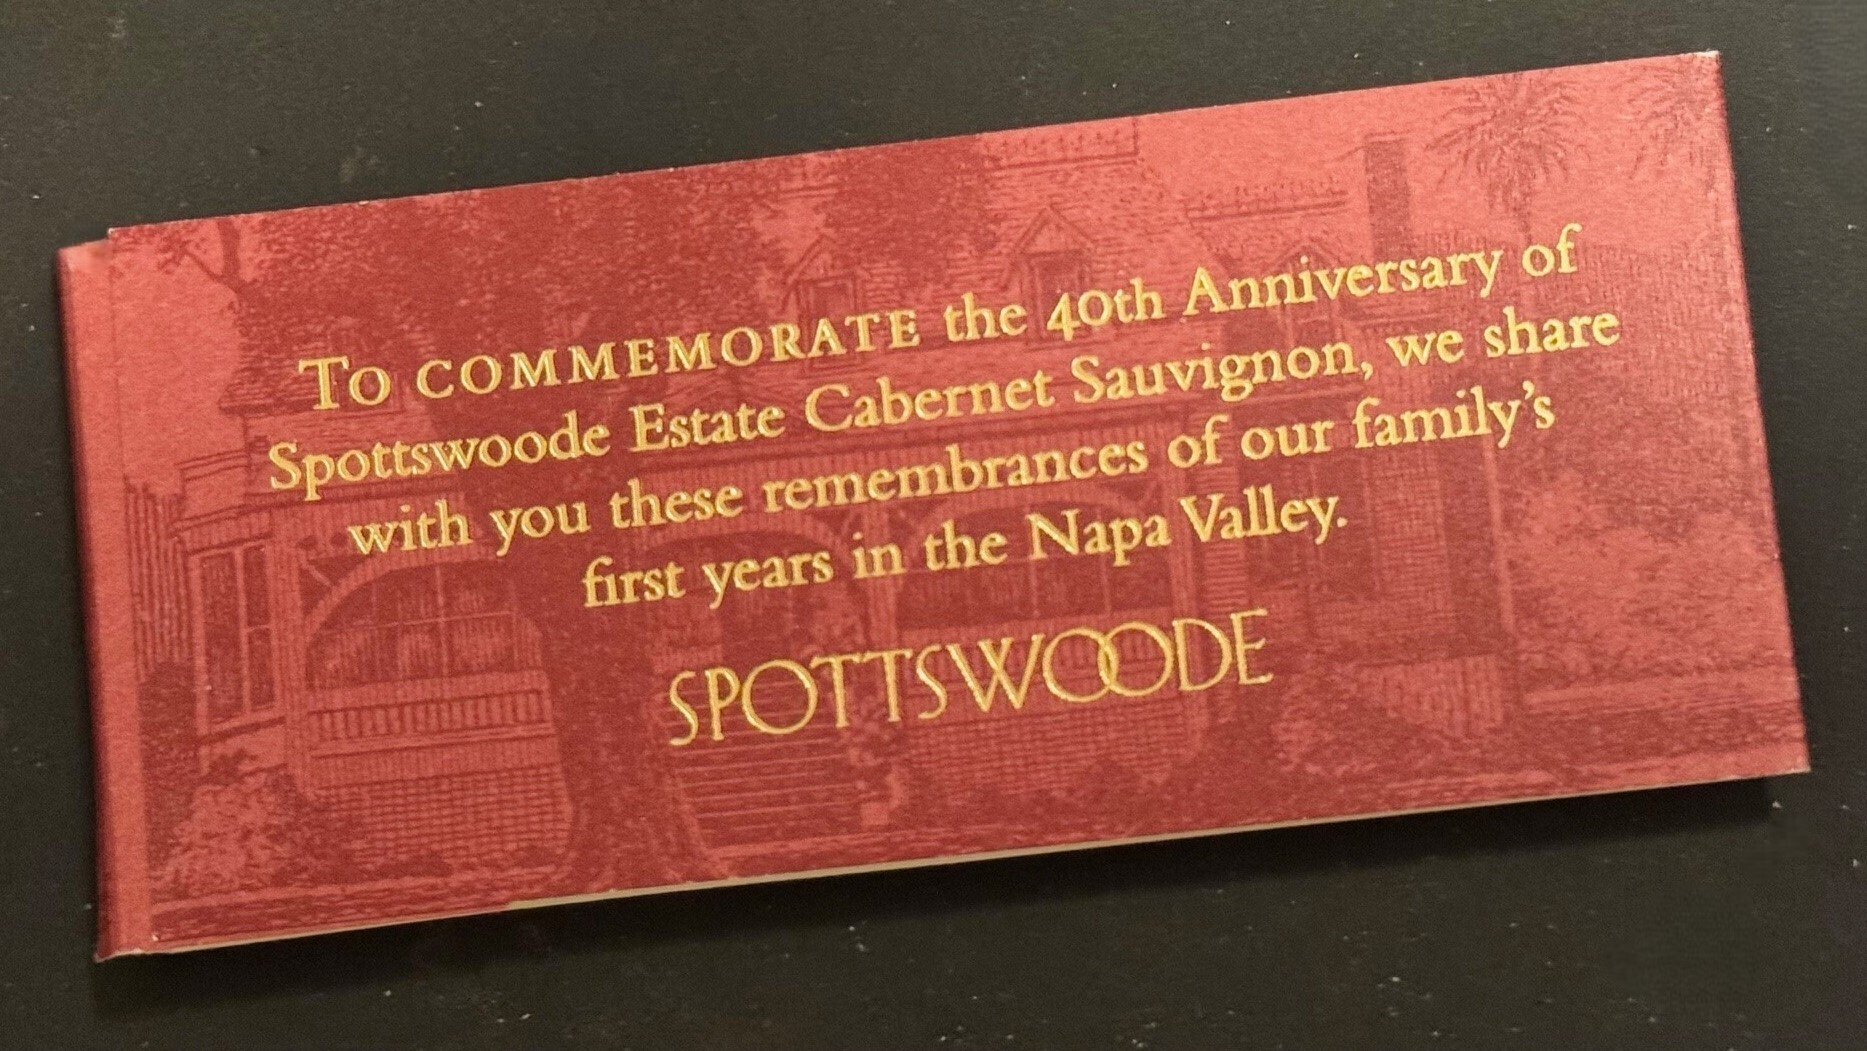 To COMMEMORATE the 40th Anniversary of
Spottswoode Estate Cabernet Sauvignon, we share
with you these remembrances of our family’s
first years in the Napa Valley.
SPOTTSWOODE